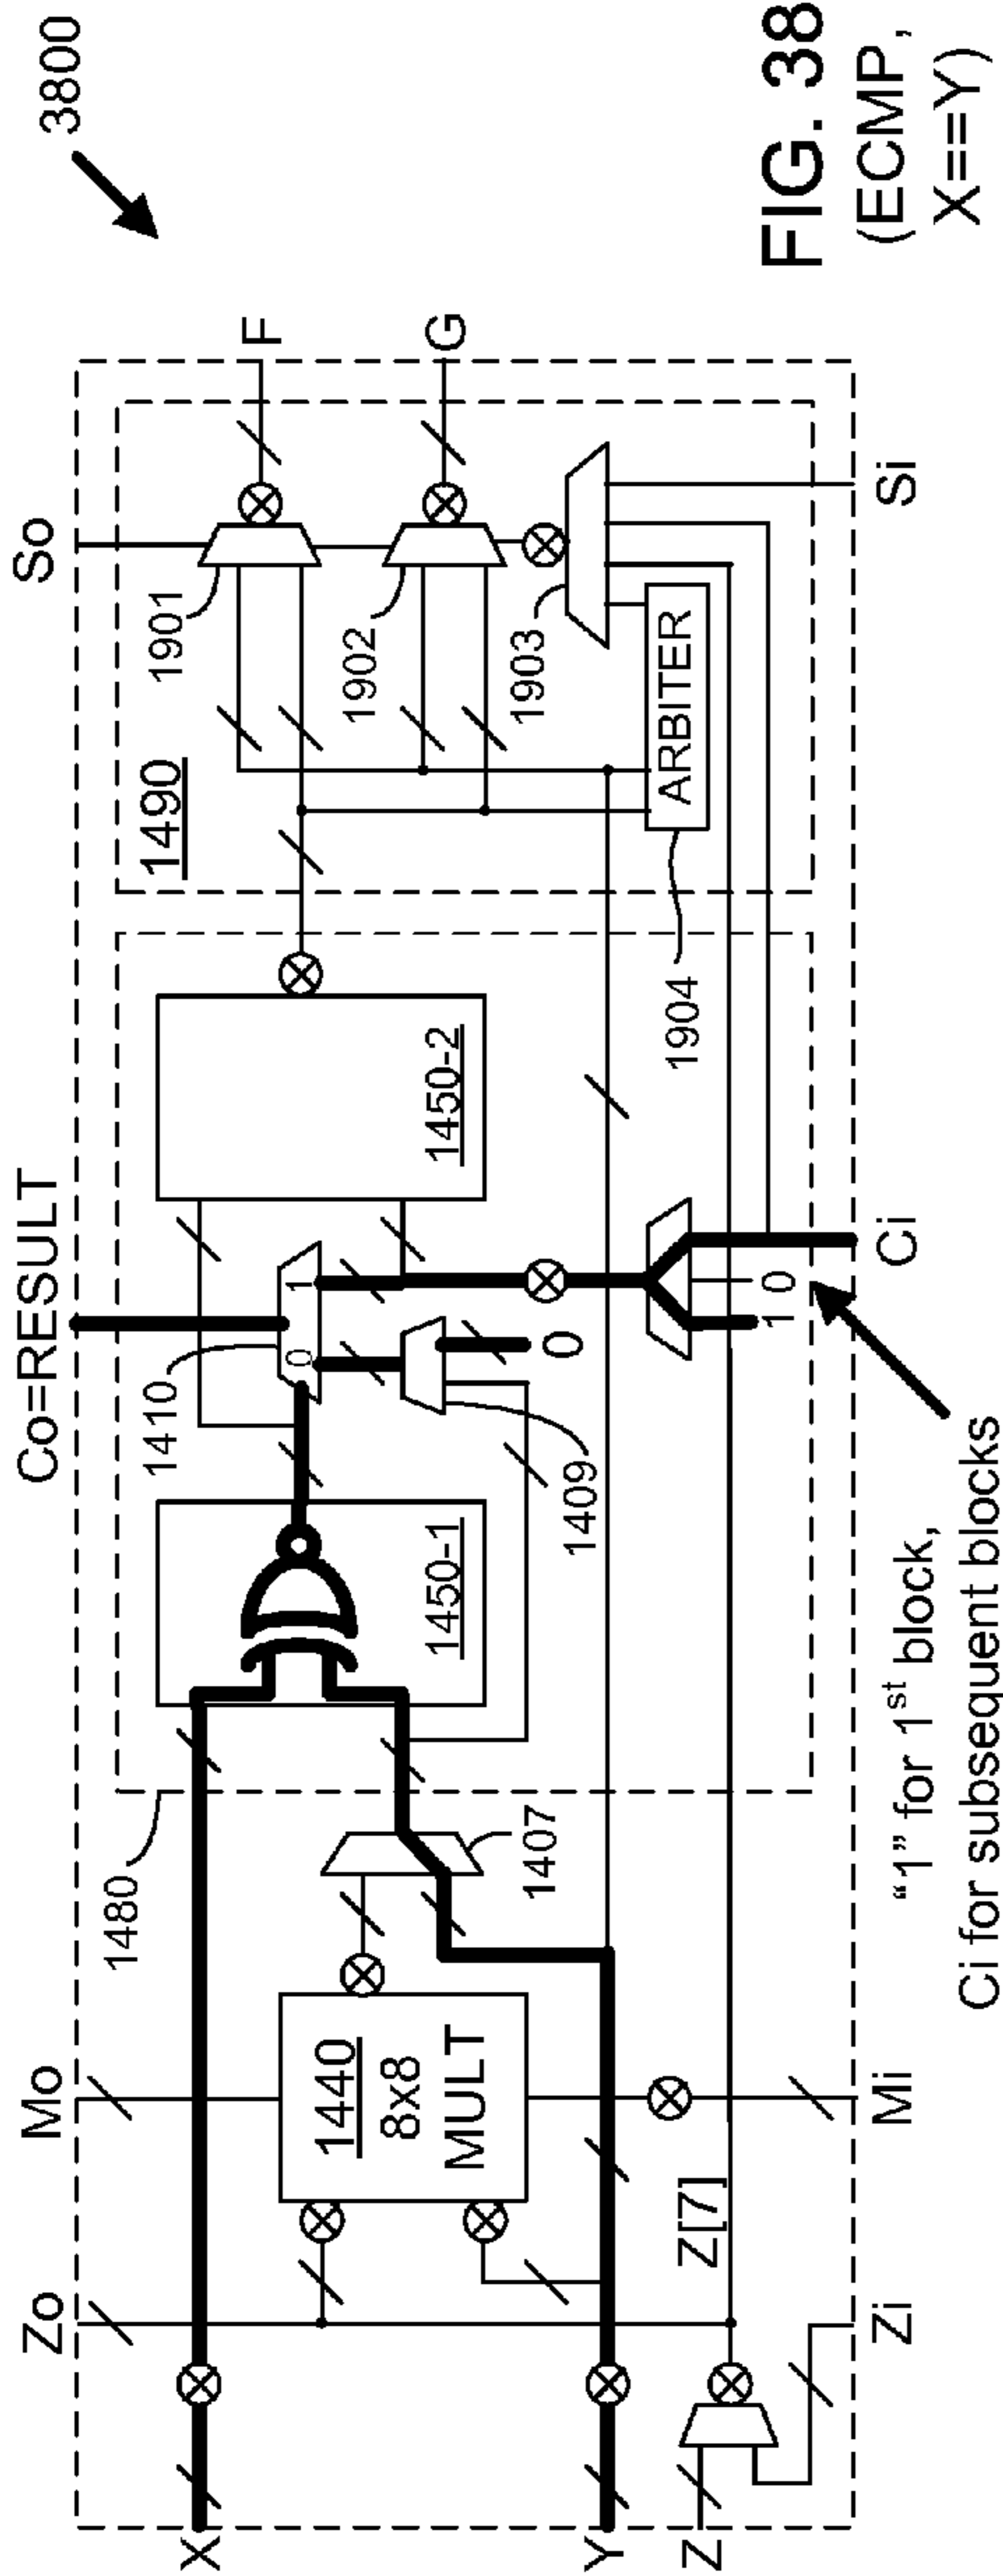 3800
Co=RESULT
So
Zo
Mo
1480
1410
1490
1901
F
1902
G
1903
X
1440
8x8
MULT
1407
1450-1
0
1
1409
0
1450-2
1904
ARBITER
Y
Z
Z[7]
1
0
Zi
Mi
Ci
Si
"1" for 1st block,
Ci for subsequent blocks
FIG. 38
(ECMP,
X==Y)